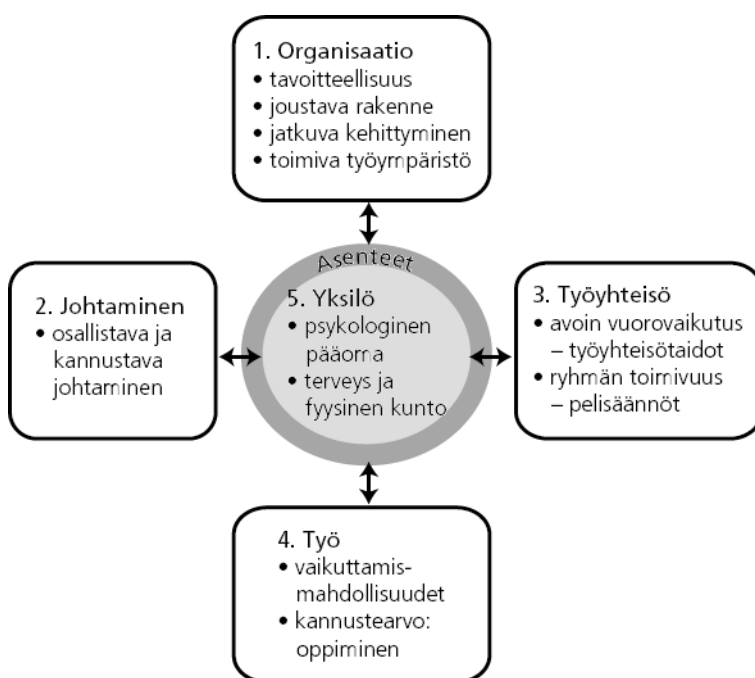 1. Organisaatio
• tavoitteellisuus
• joustava rakenne
• jatkuva kehittyminen
• toimiva työympäristö
2. Johtaminen
• osallistava ja
kannustava
johtaminen
Asenteet
5. Yksilö
• psykologinen
pääoma
• terveys ja
fyysinen kunto
3. Työyhteisö
• avoin vuorovaikutus
– työyhteisötaidot
• ryhmän toimivuus
– pelisäännöt
4. Työ
• vaikuttamis-
mahdollisuudet
• kannustearvo:
oppiminen